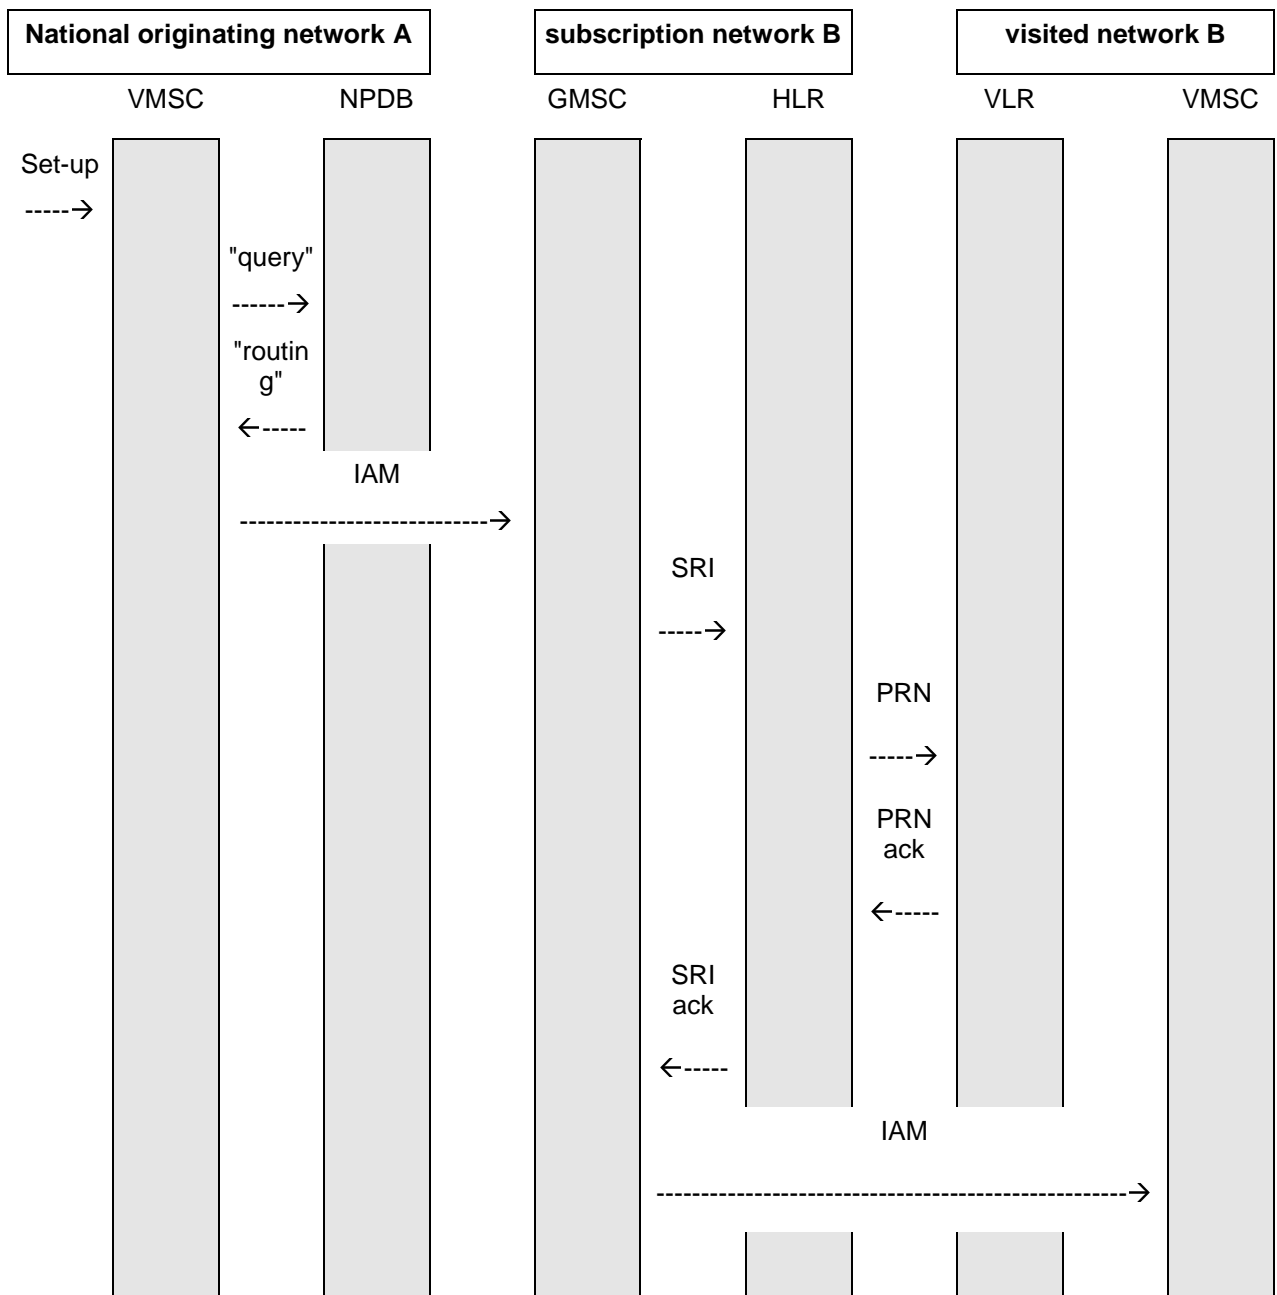 National originating network A
subscription network B
visited network B
VMSC
NPDB
GMSC
HLR
VLR
VMSC
Set-up
-----→
"query"
------→
"routin
g"
←-----
IAM
----------------------------→
SRI
-----→
PRN
-----→
PRN
ack
←-----
SRI
ack
←-----
IAM
-----------------------------------------------------→